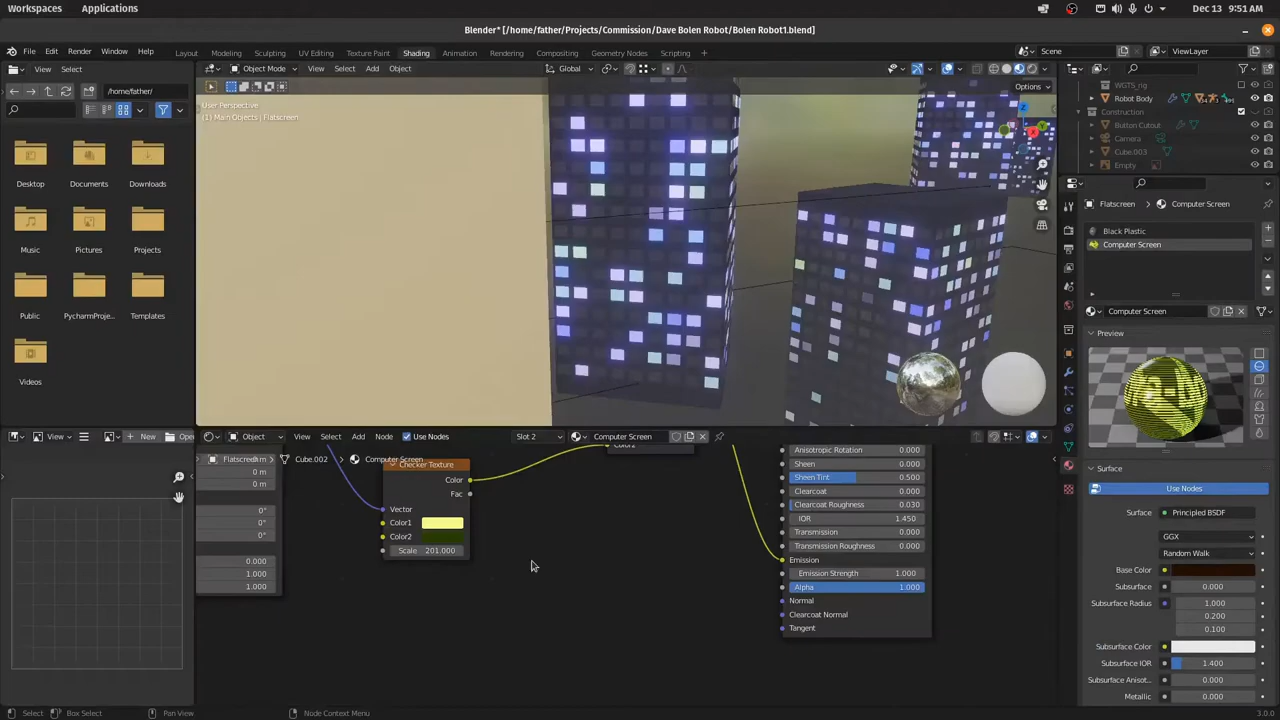 Workspaces Applications Dec 13 9:51 AM
Blender* [/home/father/Projects/Commission/Dave Bolen Robot/Bolen Robot1.blend]
File Edit Render Window Help Layout Modeling Sculpting UV Editing Texture Paint Shading Animation Rendering Compositing Geometry Nodes Scripting Scene ViewLayer
View Select Object Mode View Select Add Object Global
/home/father/ Options
User Perspective
(1) Main Objects | Flatscreen
WGTS_rig
Robot Body
Construction
Button Cutout
Camera
Cube.003
Empty
Desktop Documents Downloads
Music Pictures Projects
Public PycharmProje... Templates
Videos
Flatscreen Computer Screen
Black Plastic
Computer Screen
Computer Screen
Preview
View New Open Object View Select Add Node Use Nodes Slot 2 Computer Screen
Flatscreen Cube.002 Computer Screen
0 m
0 m
0°
0°
0.000
1.000
1.000
Checker Texture
Color
Fac
Vector
Color1
Color2
Scale 201.000
Color2
Anisotropic Rotation 0.000
Sheen 0.000
Sheen Tint 0.500
Clearcoat 0.000
Clearcoat Roughness 0.030
IOR 1.450
Transmission 0.000
Transmission Roughness 0.000
Emission
Emission Strength 1.000
Alpha 1.000
Normal
Clearcoat Normal
Tangent
Surface
Use Nodes
Surface Principled BSDF
GGX
Random Walk
Base Color
Subsurface 0.000
Subsurface Radius 1.000
0.200
0.100
Subsurface Color
Subsurface IOR 1.400
Subsurface Anisot... 0.000
Metallic 0.000
Select Box Select Pan View Node Context Menu 3.0.0